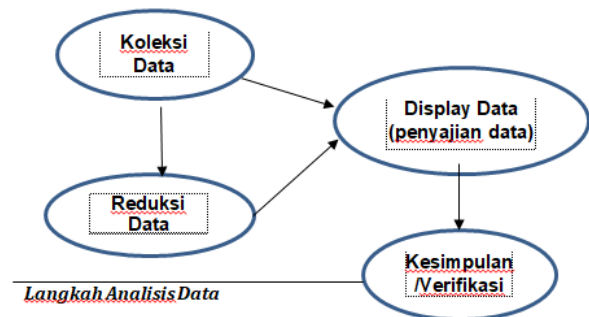 Koleksi
Data
Display Data
(penyajian data)
Reduksi
Data
Kesimpulan
/Verifikasi
Langkah Analisis Data